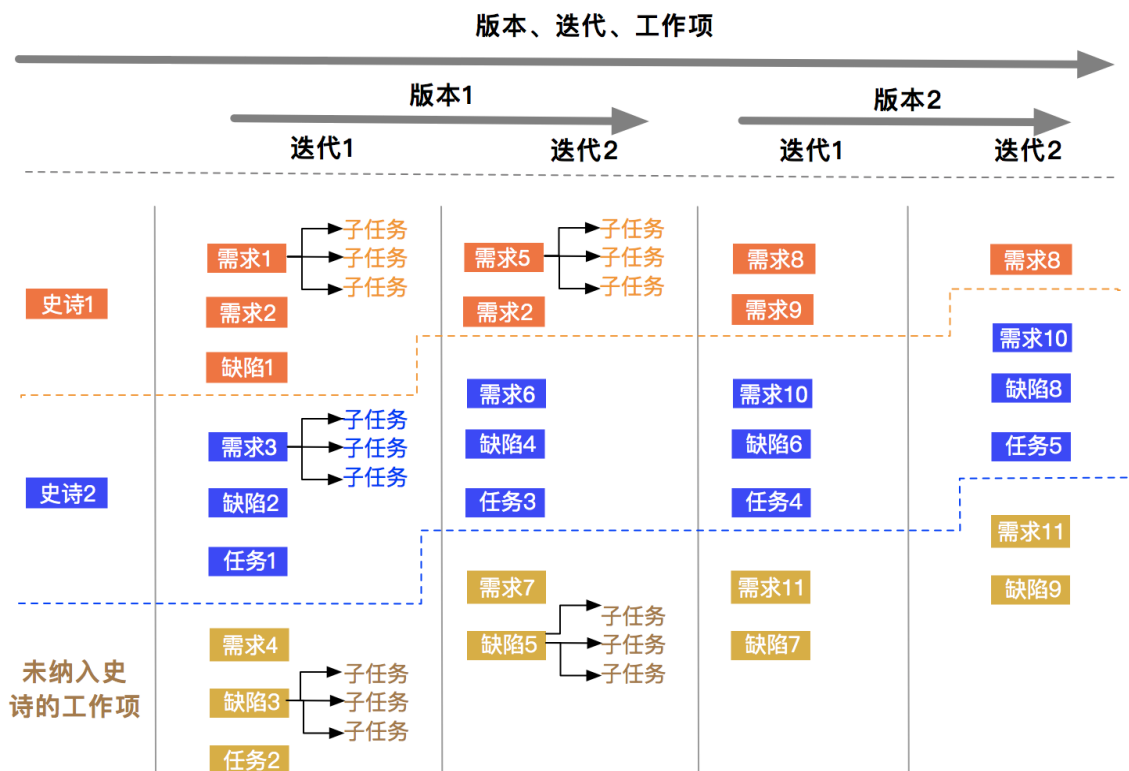 版本、迭代、工作项
版本1
版本2
迭代1
迭代2
迭代1
迭代2
史诗1
需求1
子任务
子任务
子任务
需求2
缺陷1
需求5
子任务
子任务
子任务
需求2
需求8
需求9
需求8
史诗2
需求3
子任务
子任务
子任务
缺陷2
任务1
需求6
缺陷4
任务3
需求10
缺陷6
任务4
需求10
缺陷8
任务5
未纳入史
诗的工作项
需求4
缺陷3
子任务
子任务
子任务
任务2
需求7
缺陷5
子任务
子任务
子任务
需求11
缺陷7
需求11
缺陷9